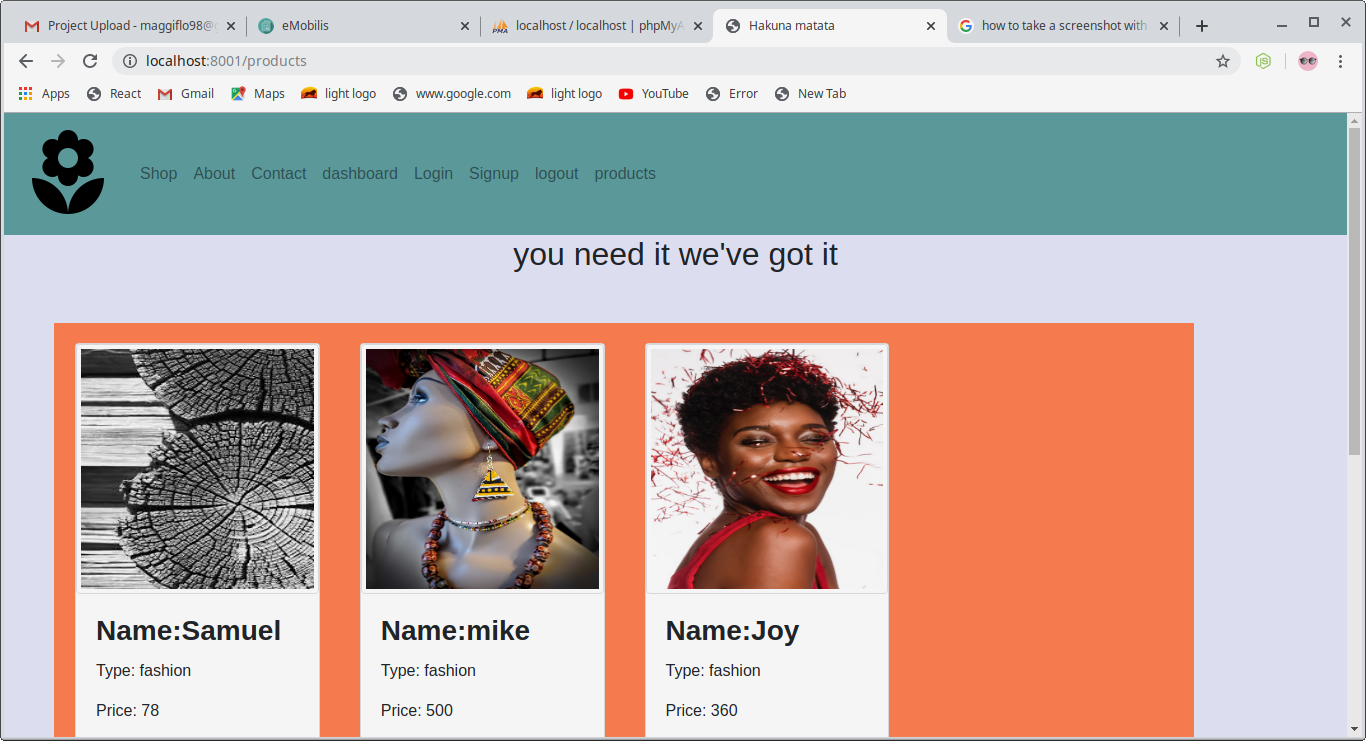 Project Upload - maggiflo98@g
eMobilis
PMA
localhost / localhost | phpMyA
Hakuna matata
G
how to take a screenshot with
localhost:8001/products
JS
Apps
React
Gmail
Maps
light logo
www.google.com
light logo
YouTube
Error
New Tab
Shop
About
Contact
dashboard
Login
Signup
logout
products
you need it we've got it
Name:Samuel
Type: fashion
Price: 78
Name:mike
Type: fashion
Price: 500
Name:Joy
Type: fashion
Price: 360